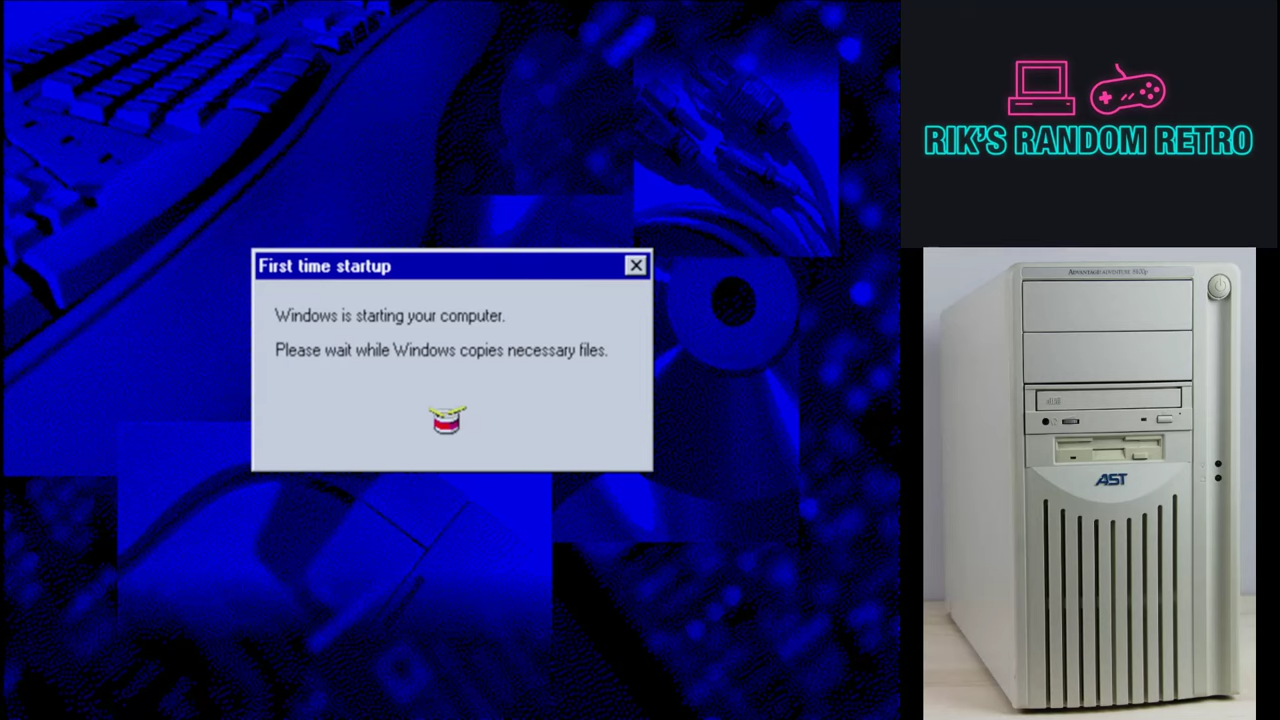 RIK'S RANDOM RETRO
First time startup
Windows is starting your computer.
Please wait while Windows copies necessary files.
AST